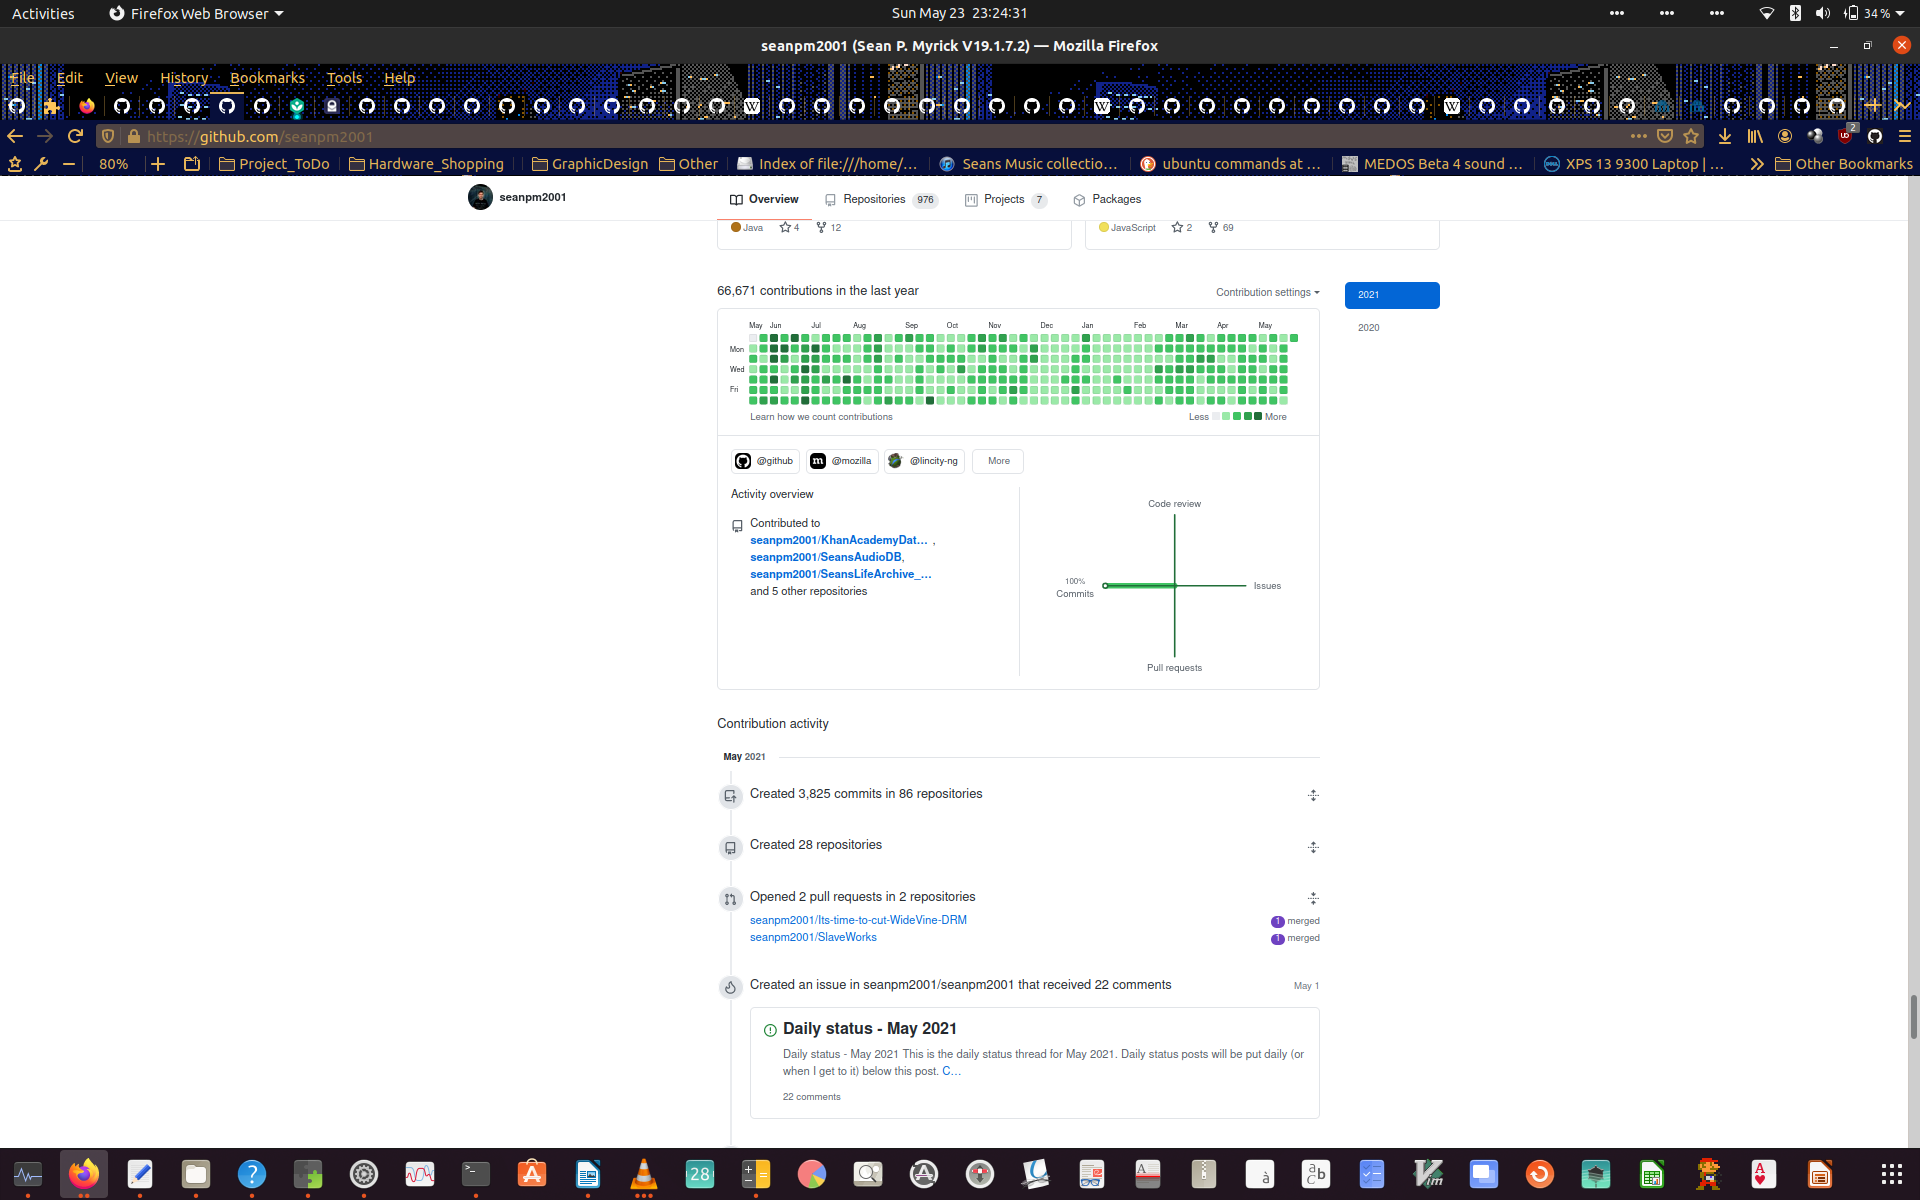 Activities Firefox Web Browser Sun May 23 23:24:31 34 %
seanpm2001 (Sean P. Myrick V19.1.7.2) — Mozilla Firefox
File Edit View History Bookmarks Tools Help
https://github.com/seanpm2001 2
80% Project_ToDo Hardware_Shopping GraphicDesign Other Index of file:///home/… Seans Music collectio… ubuntu commands at … MEDOS Beta 4 sound … XPS 13 9300 Laptop | … Other Bookmarks
seanpm2001 Overview Repositories 976 Projects 7 Packages
Java 4 12 JavaScript 2 69
66,671 contributions in the last year Contribution settings 2021
2020
May Jun Jul Aug Sep Oct Nov Dec Jan Feb Mar Apr May
Mon
Wed
Fri
Learn how we count contributions Less More
@github @mozilla @lincity-ng More
Activity overview
Contributed to
seanpm2001/KhanAcademyDat… ,
seanpm2001/SeansAudioDB,
seanpm2001/SeansLifeArchive_…
and 5 other repositories
Code review
100%
Commits
Issues
Pull requests
Contribution activity
May 2021
Created 3,825 commits in 86 repositories
Created 28 repositories
Opened 2 pull requests in 2 repositories
seanpm2001/Its-time-to-cut-WideVine-DRM 1 merged
seanpm2001/SlaveWorks 1 merged
Created an issue in seanpm2001/seanpm2001 that received 22 comments May 1
Daily status - May 2021
Daily status - May 2021 This is the daily status thread for May 2021. Daily status posts will be put daily (or
when I get to it) below this post. C…
22 comments
28